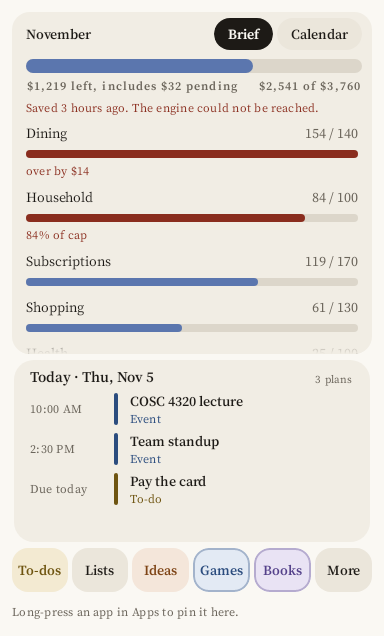 November
Brief
Calendar
$1,219 left, includes $32 pending
$2,541 of $3,760
Saved 3 hours ago. The engine could not be reached.
Dining
154 / 140
over by $14
Household
84 / 100
84% of cap
Subscriptions
119 / 170
Shopping
61 / 130
Today · Thu, Nov 5
3 plans
10:00 AM
COSC 4320 lecture
Event
2:30 PM
Team standup
Event
Due today
Pay the card
To-do
To-dos
Lists
Ideas
Games
Books
More
Long-press an app in Apps to pin it here.